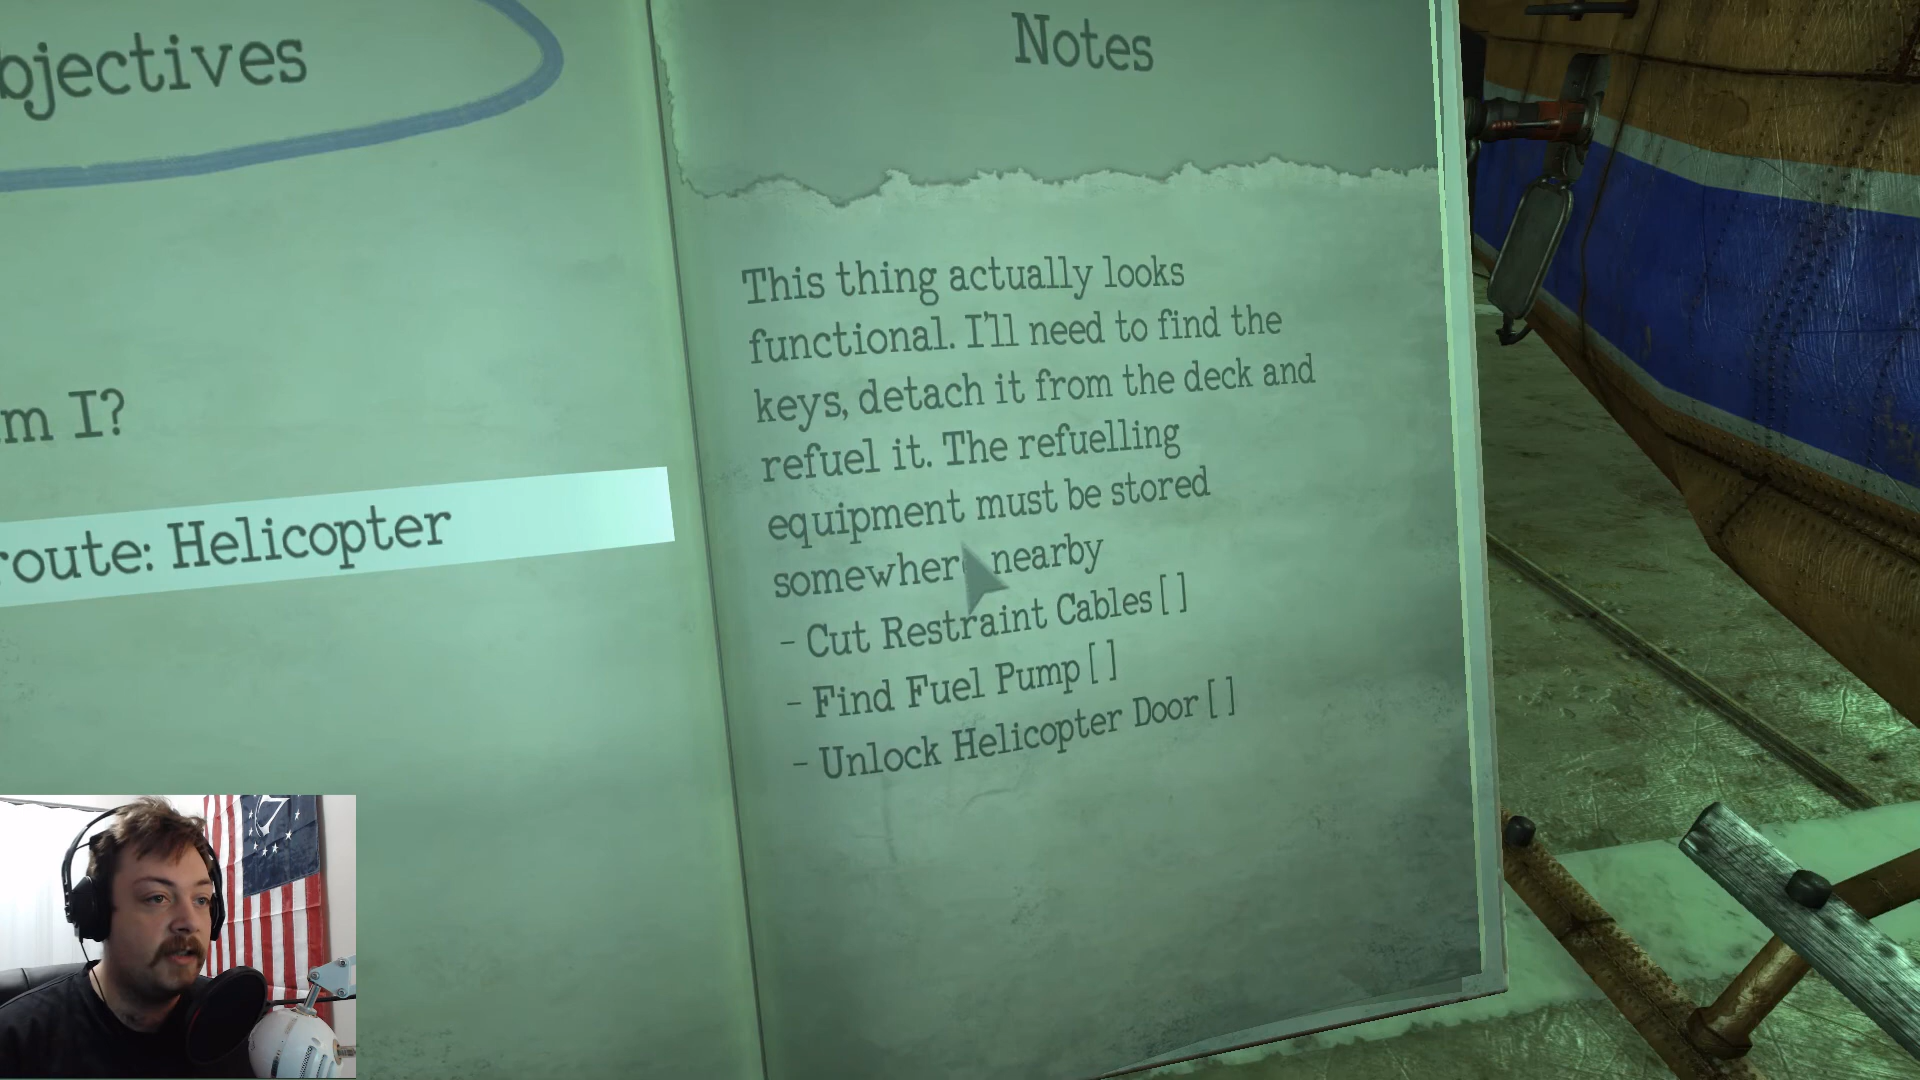 bjectives
m I?
route: Helicopter
Notes
This thing actually looks
functional. I'll need to find the
keys, detach it from the deck and
refuel it. The refuelling
equipment must be stored
somewher nearby
- Cut Restraint Cables [ ]
- Find Fuel Pump [ ]
- Unlock Helicopter Door [ ]